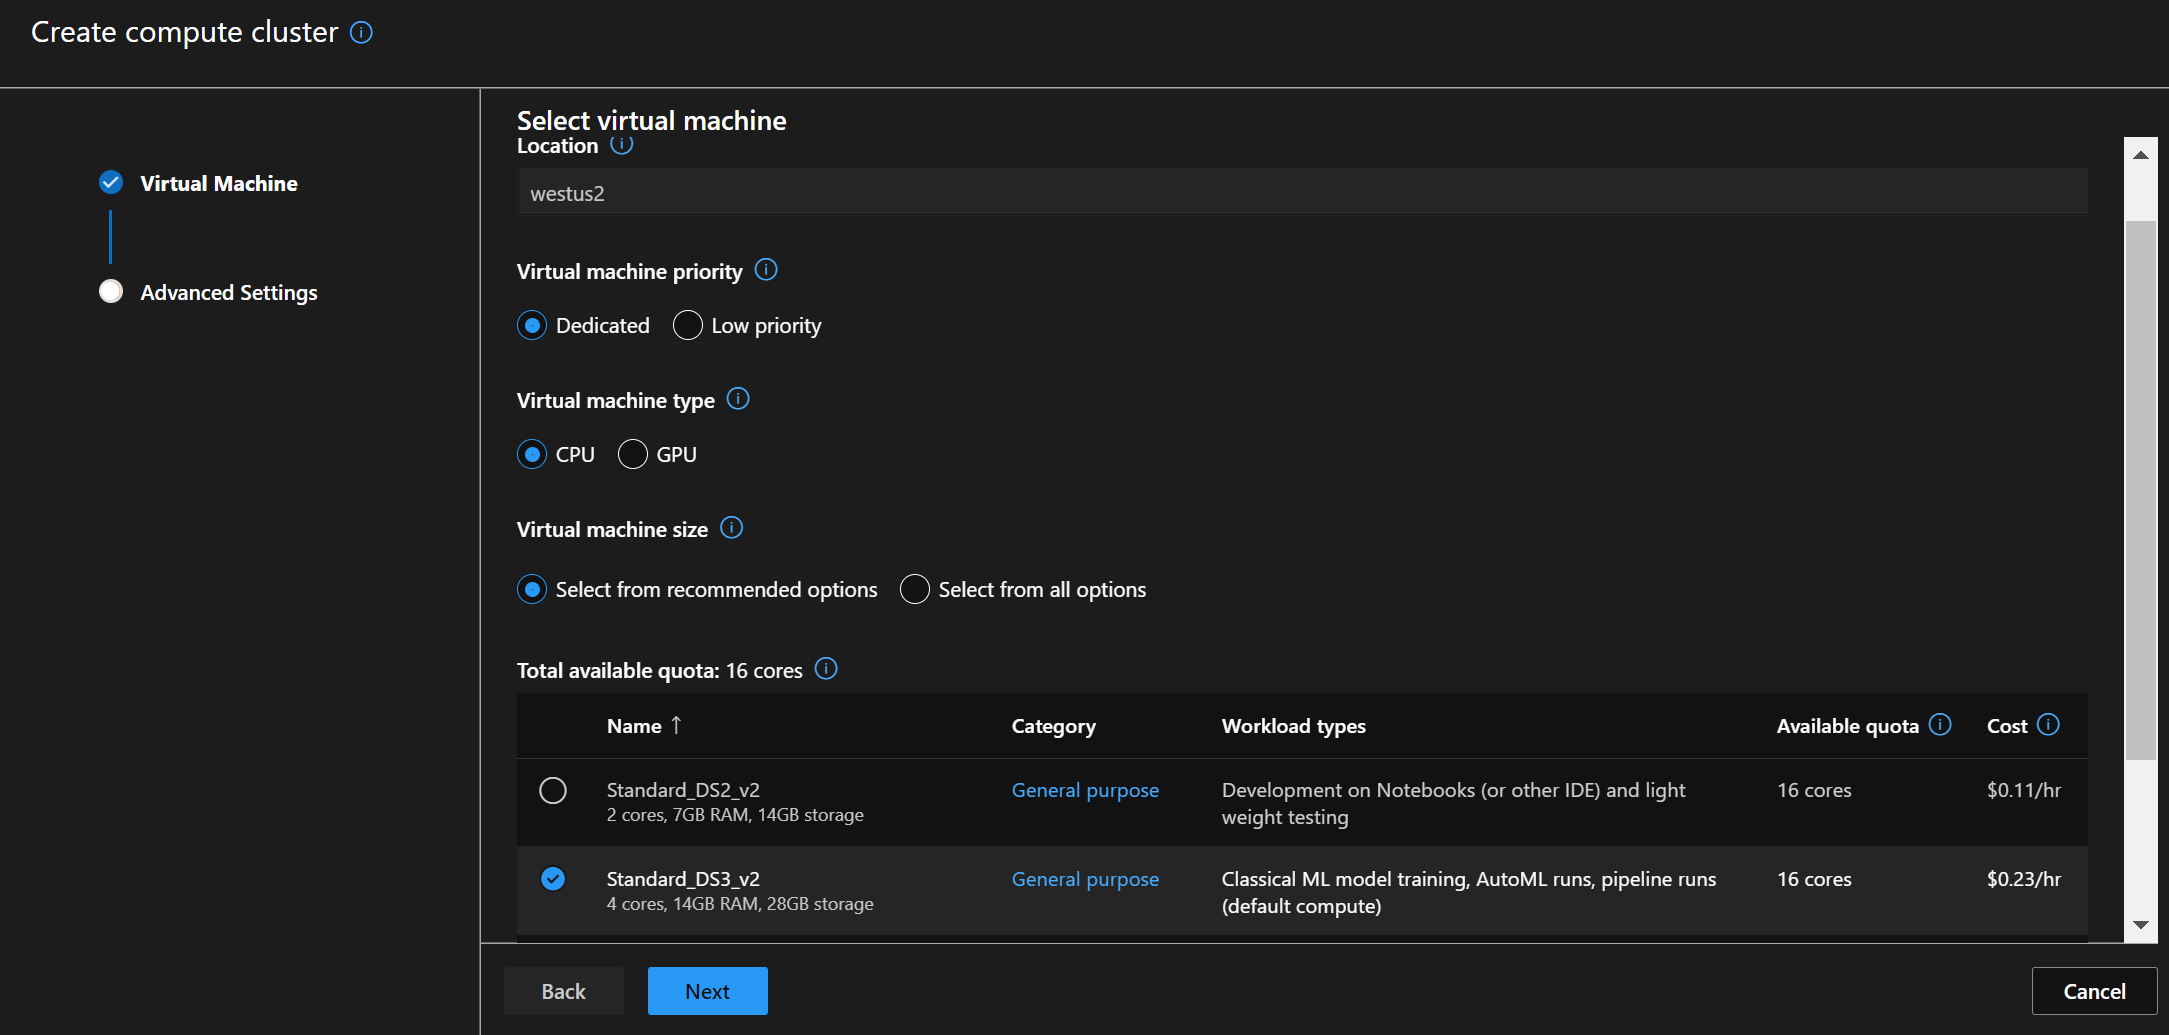 Create compute cluster
Virtual Machine
Advanced Settings
Select virtual machine
Location
westus2
Virtual machine priority
Dedicated Low priority
Virtual machine type
CPU GPU
Virtual machine size
Select from recommended options Select from all options
Total available quota: 16 cores
Name ↑ Category Workload types Available quota Cost
Standard_DS2_v2 General purpose Development on Notebooks (or other IDE) and light 16 cores $0.11/hr
2 cores, 7GB RAM, 14GB storage weight testing
Standard_DS3_v2 General purpose Classical ML model training, AutoML runs, pipeline runs 16 cores $0.23/hr
4 cores, 14GB RAM, 28GB storage (default compute)
Back Next Cancel